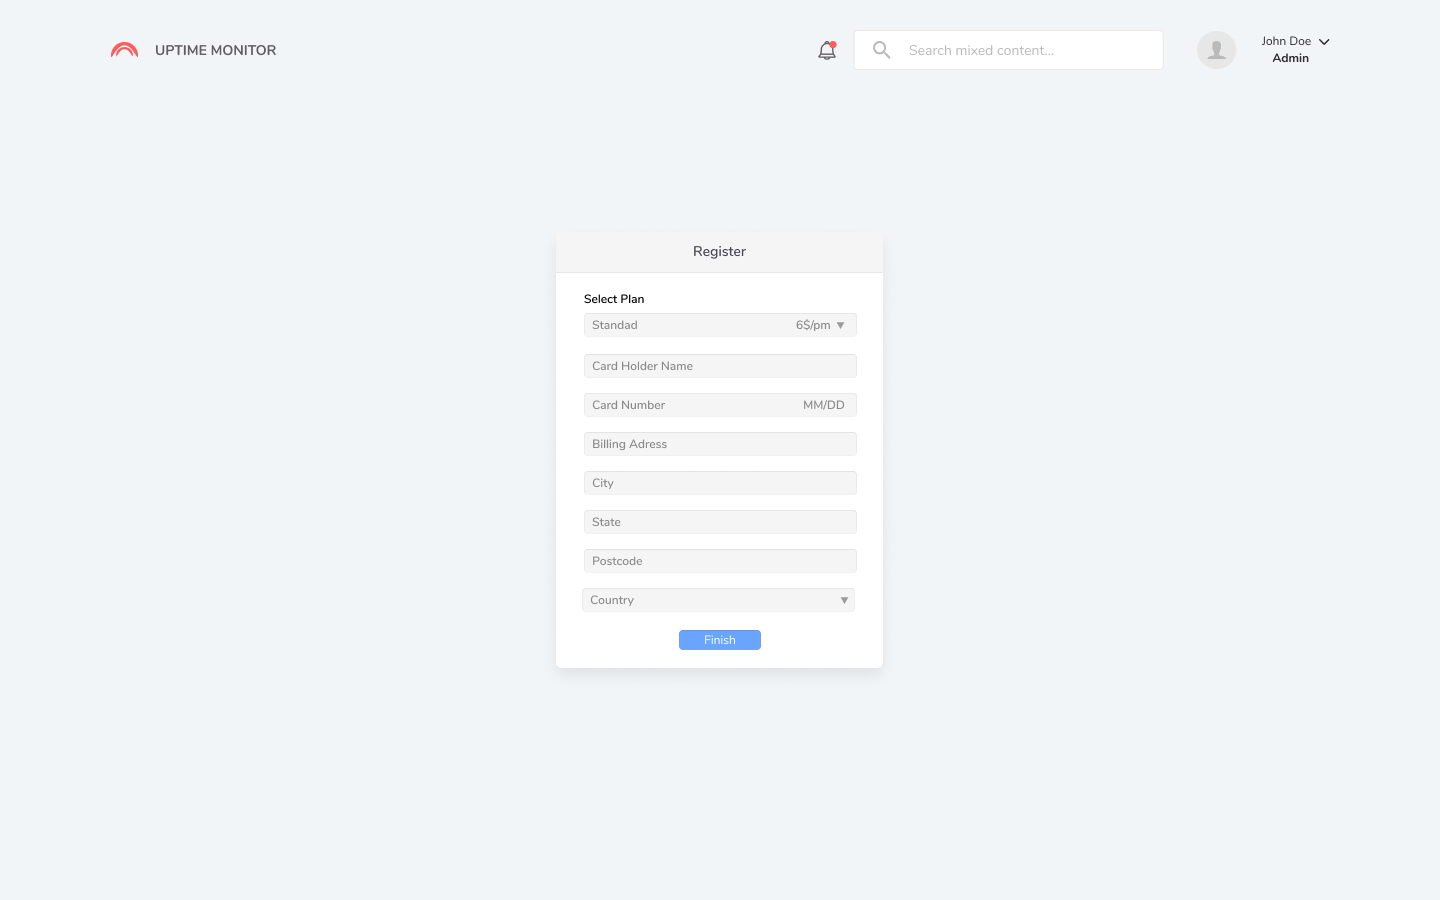 UPTIME MONITOR
Search mixed content...
John Doe
Admin
Register
Select Plan
Standad 6$/pm
Card Holder Name
Card Number MM/DD
Billing Adress
City
State
Postcode
Country
Finish